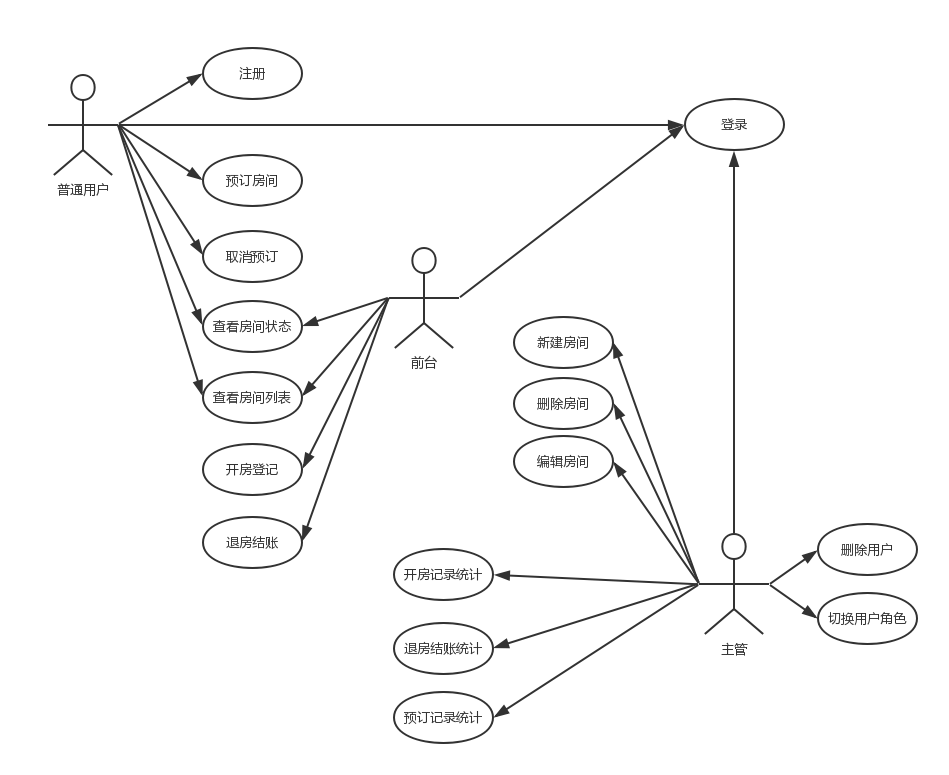 注册
登录
普通用户
预订房间
取消预订
查看房间状态
新建房间
前台
查看房间列表
删除房间
编辑房间
开房登记
退房结账
删除用户
开房记录统计
切换用户角色
退房结账统计
主管
预订记录统计